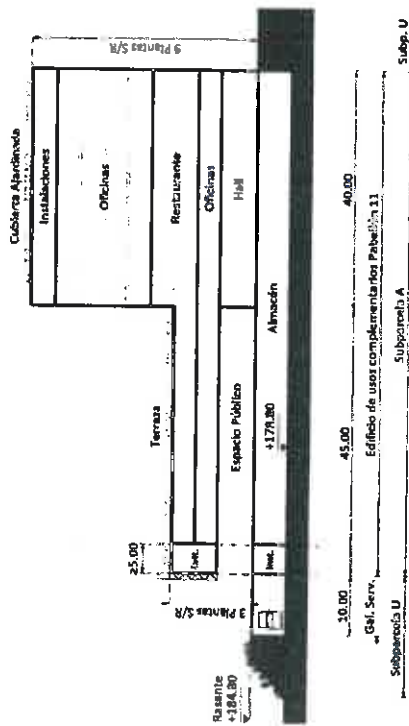 Cubierta Ajardinada
Instalaciones
Oficinas
9 Plantas S/R
Restaurante
Terraza
Oficinas
Hall
≥5.00
Inst.
Espacio Público
3 Plantas S/R
Rasante
+184.80
Almacén
+178.80
10.00
45.00
40.00
Gal. Serv.
Edificio de usos complementarios Pabellón 11
Subparcela U
Subparcela A
Subp. U